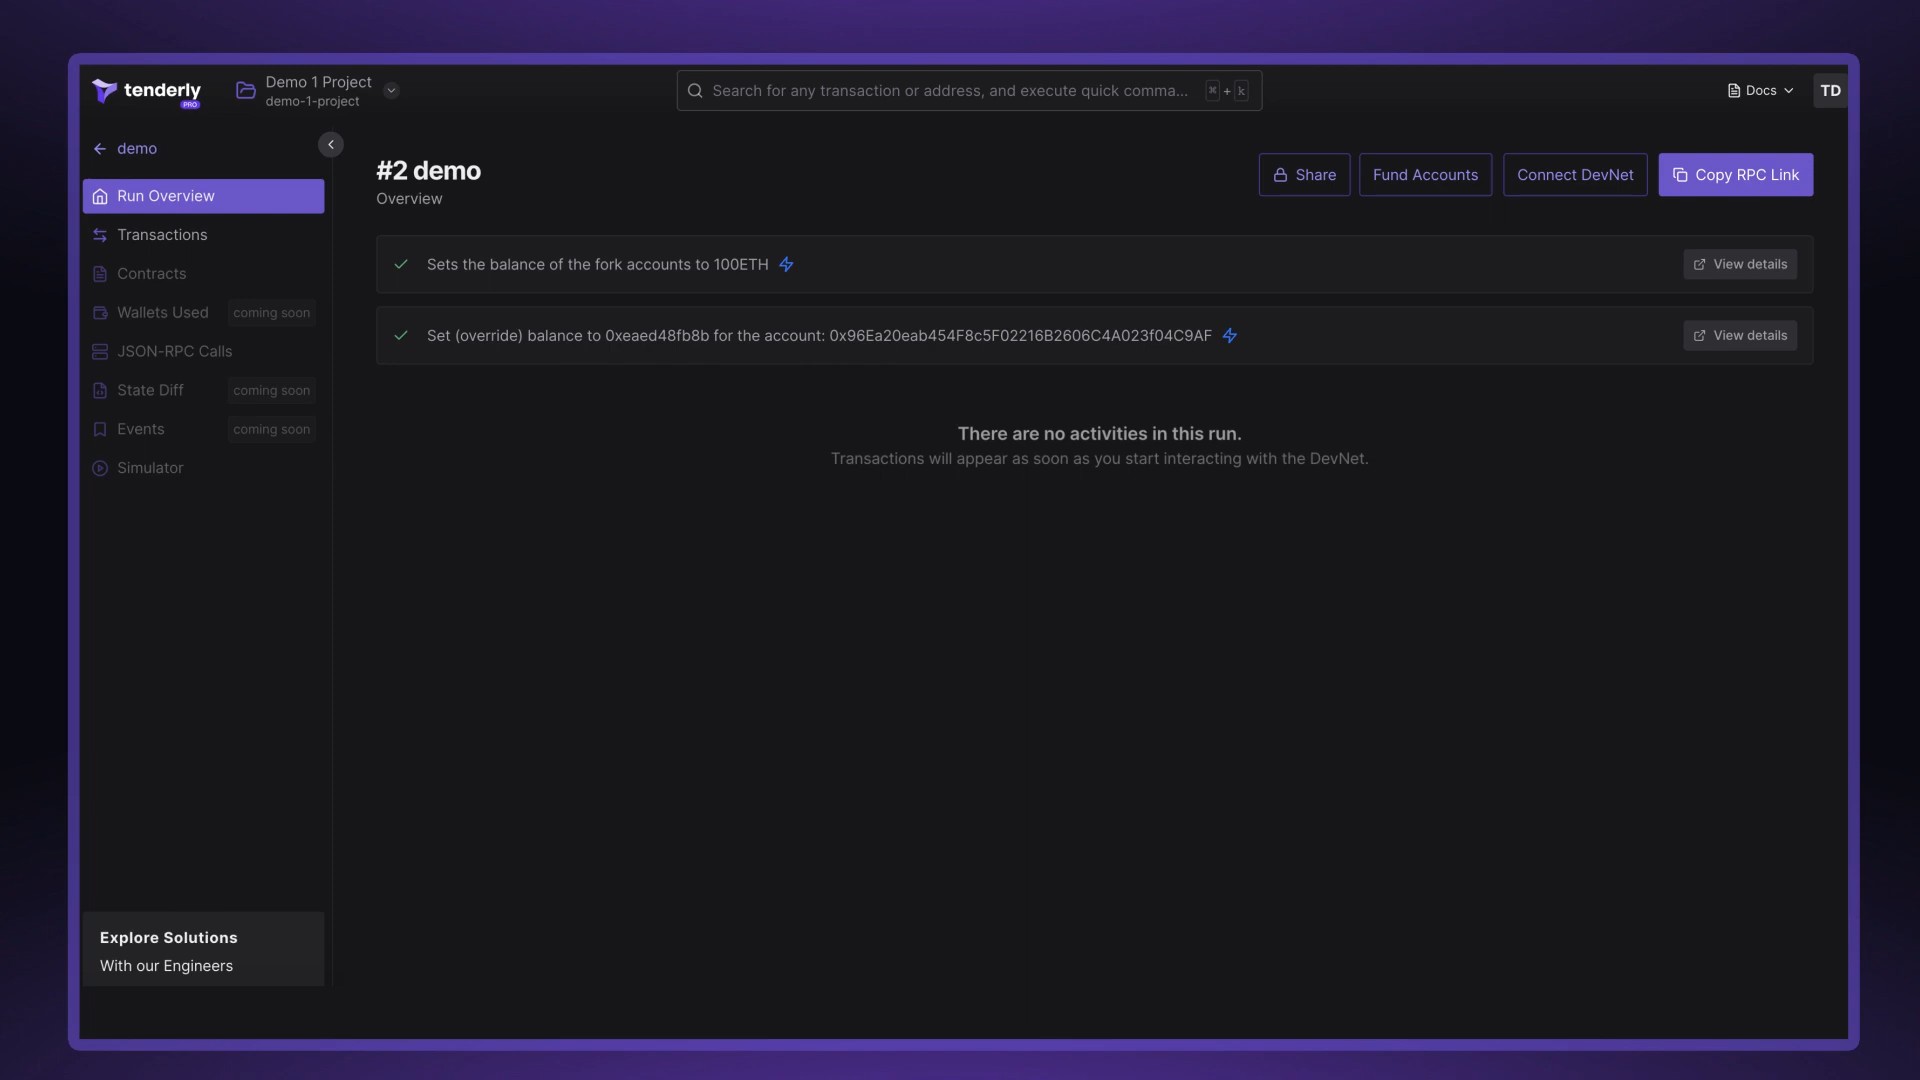 tenderly
PRO
Demo 1 Project
demo-1-project
Search for any transaction or address, and execute quick comma...
⌘ + k
Docs
TD
demo
Run Overview
Transactions
Contracts
Wallets Used coming soon
JSON-RPC Calls
State Diff coming soon
Events coming soon
Simulator
Explore Solutions
With our Engineers
#2 demo
Overview
Share
Fund Accounts
Connect DevNet
Copy RPC Link
Sets the balance of the fork accounts to 100ETH
View details
Set (override) balance to 0xeaed48fb8b for the account: 0x96Ea20eab454F8c5F02216B2606C4A023f04C9AF
View details
There are no activities in this run.
Transactions will appear as soon as you start interacting with the DevNet.